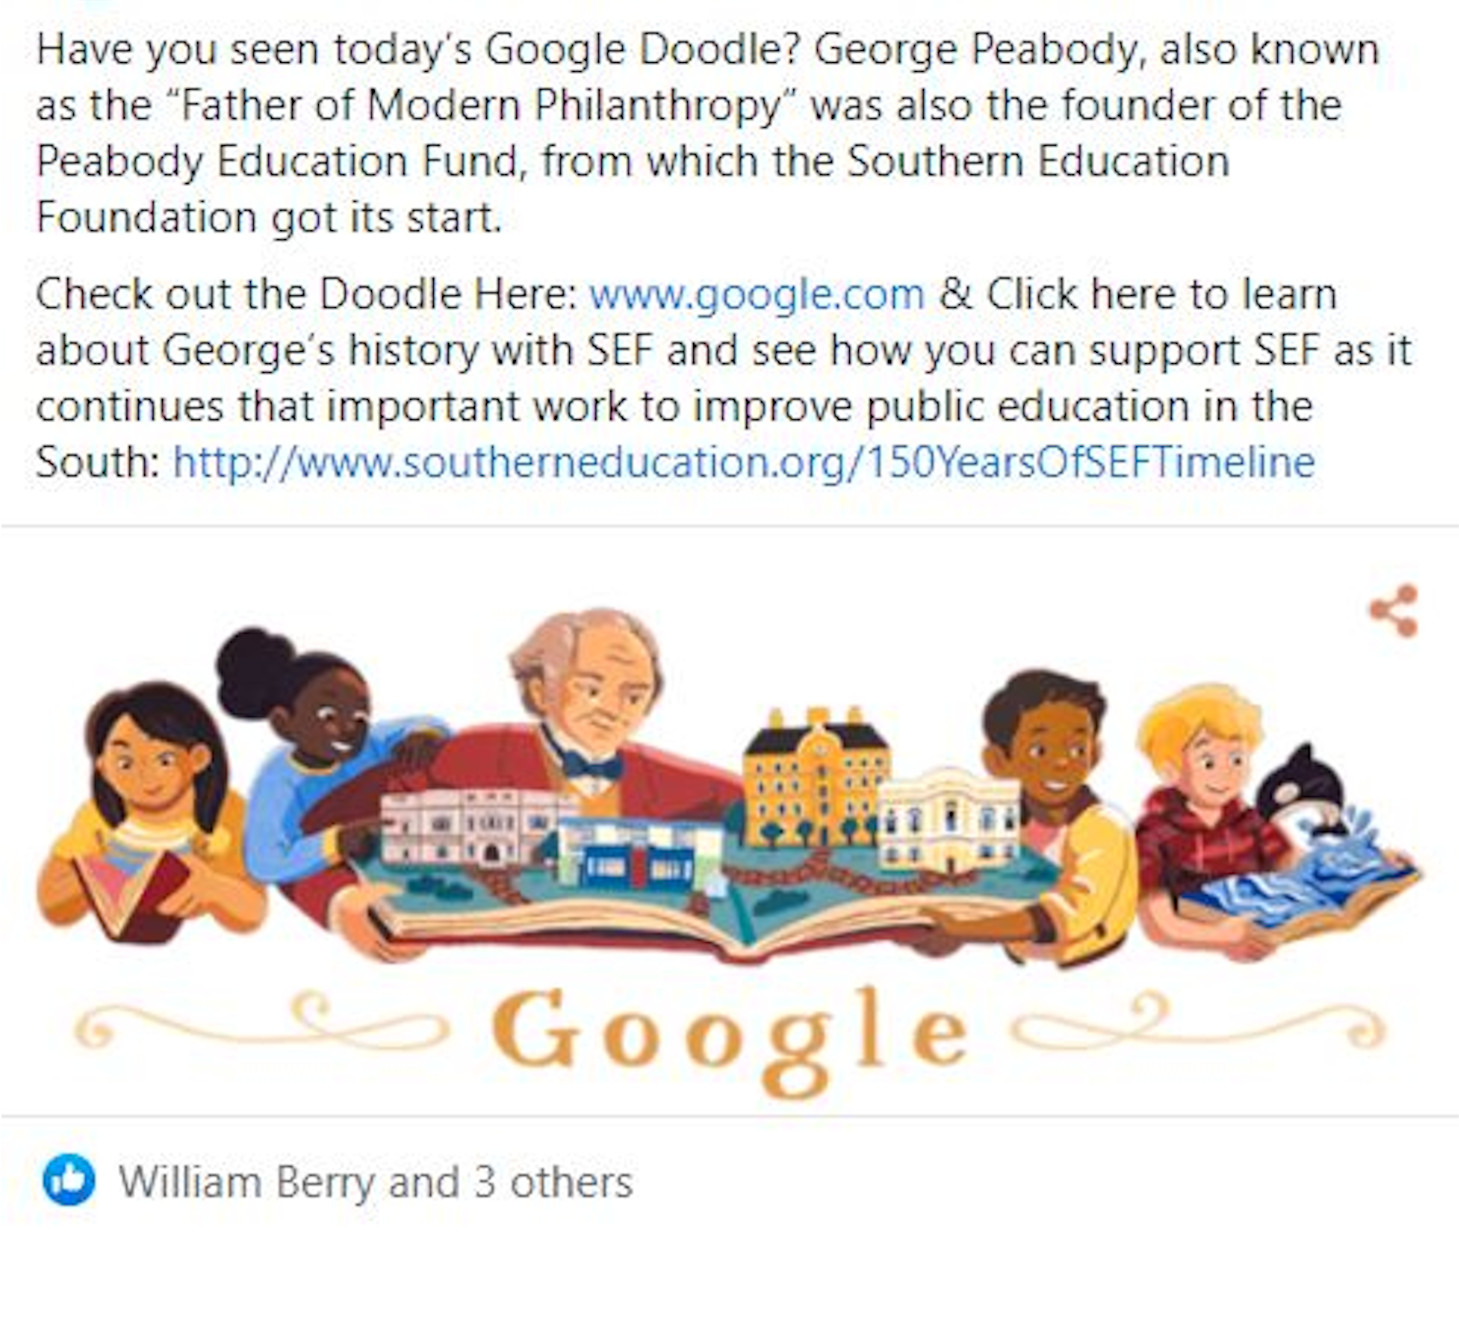 Have you seen today's Google Doodle? George Peabody, also known
as the "Father of Modern Philanthropy" was also the founder of the
Peabody Education Fund, from which the Southern Education
Foundation got its start.
Check out the Doodle Here: www.google.com & Click here to learn
about George's history with SEF and see how you can support SEF as it
continues that important work to improve public education in the
South: http://www.southerneducation.org/150YearsOfSEFTimeline
Google
William Berry and 3 others